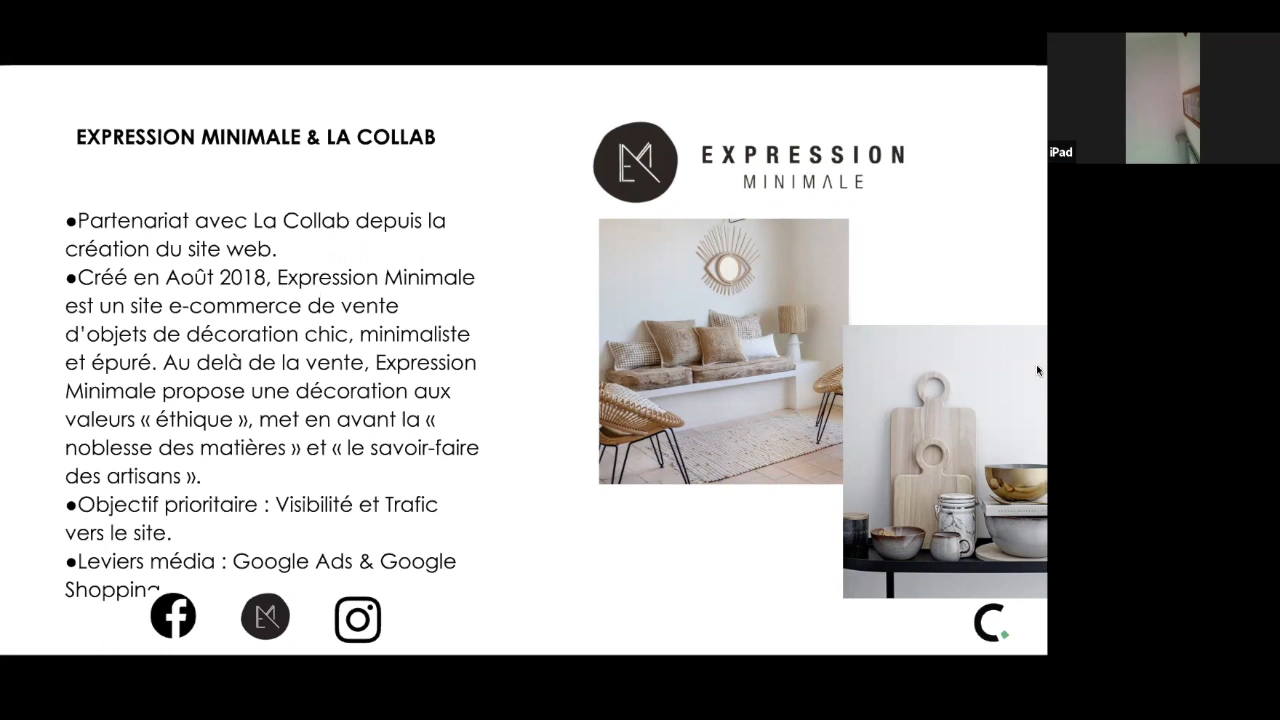 EXPRESSION MINIMALE & LA COLLAB
●Partenariat avec La Collab depuis la
création du site web.
●Créé en Août 2018, Expression Minimale
est un site e-commerce de vente
d’objets de décoration chic, minimaliste
et épuré. Au delà de la vente, Expression
Minimale propose une décoration aux
valeurs « éthique », met en avant la «
noblesse des matières » et « le savoir-faire
des artisans ».
●Objectif prioritaire : Visibilité et Trafic
vers le site.
●Leviers média : Google Ads & Google
Shopping
EM
EXPRESSION
MINIMALE
EM
C.
iPad